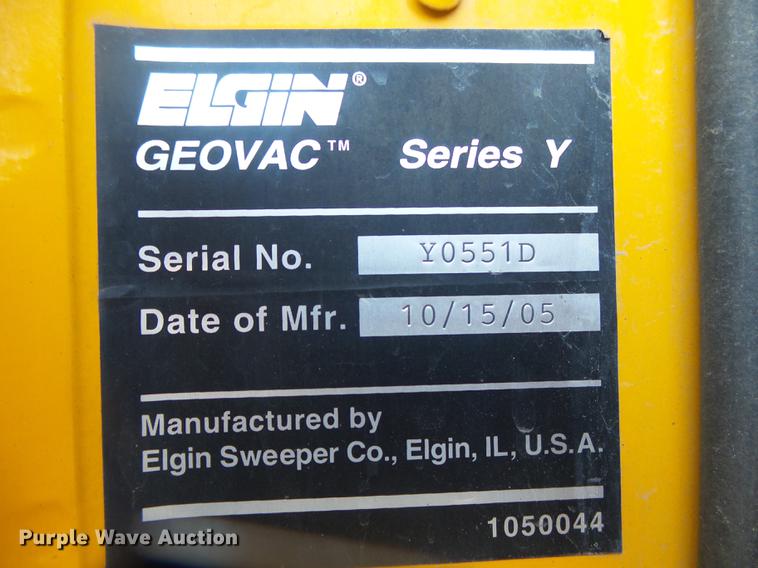 ELGIN®
GEOVAC™ Series Y
Serial No. Y0551D
Date of Mfr. 10/15/05
Manufactured by
Elgin Sweeper Co., Elgin, IL, U.S.A.
1050044
Purple Wave Auction